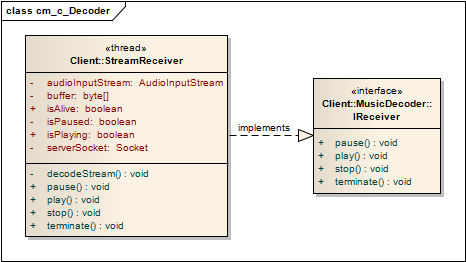 class cm_c_Decoder
«thread»
Client::StreamReceiver
- audioInputStream: AudioInputStream
- buffer: byte[]
+ isAlive: boolean
- isPaused: boolean
+ isPlaying: boolean
- serverSocket: Socket
- decodeStream() : void
+ pause() : void
+ play() : void
+ stop() : void
+ terminate() : void
implements
«interface»
Client::MusicDecoder::
IReceiver
+ pause() : void
+ play() : void
+ stop() : void
+ terminate() : void